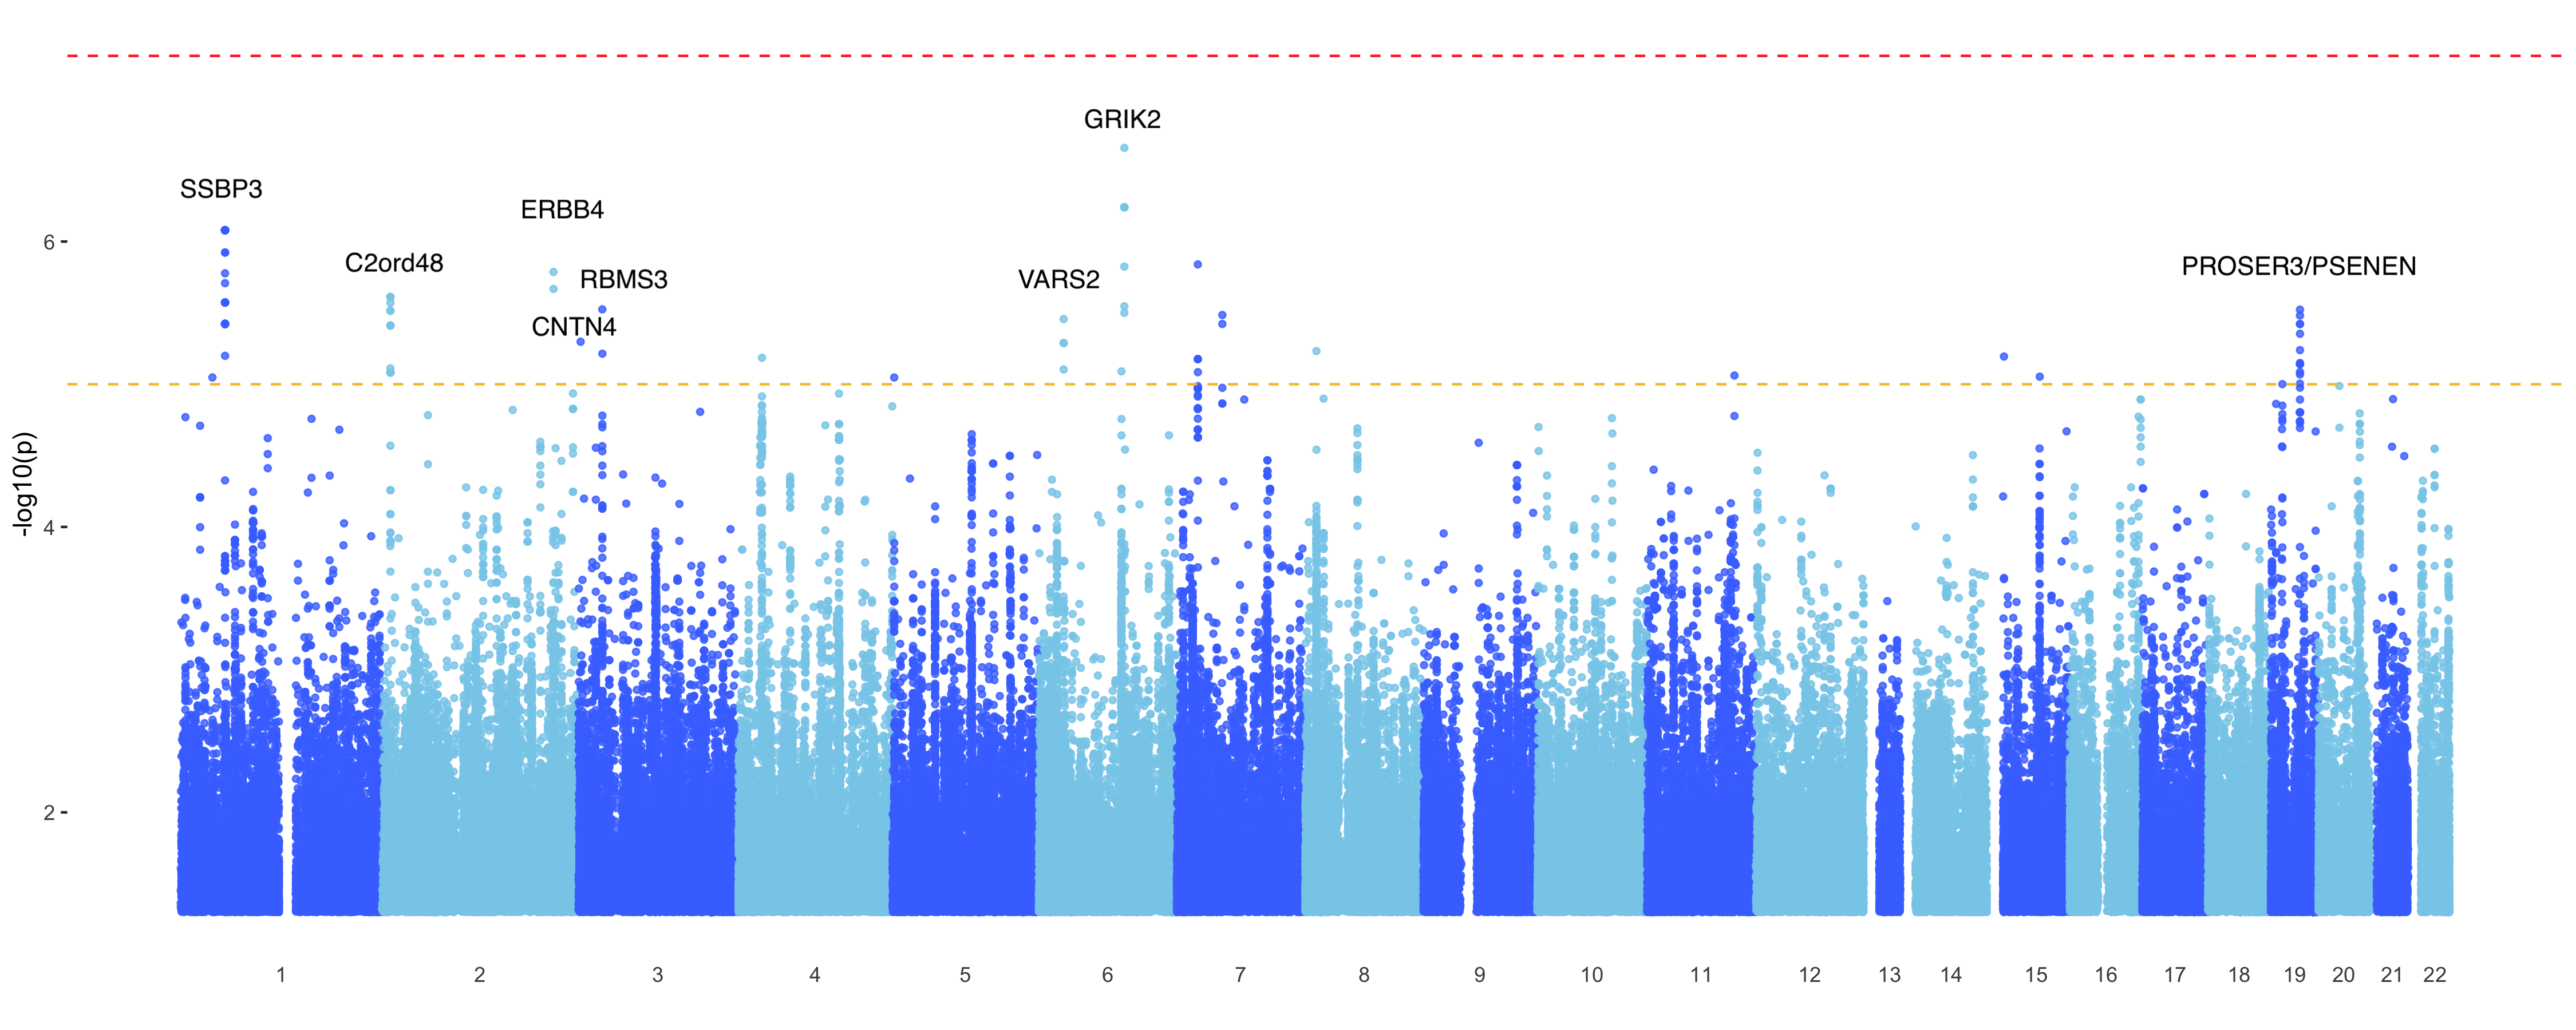 GRIK2
SSBP3
ERBB4
6
C2ord48
PROSER3/PSENEN
RBMS3
VARS2
CNTN4
-log10(p)
4
2
1 2 3 4 5 6 7 8 9 10 11 12 13 14 15 16 17 18 19 20 21 22